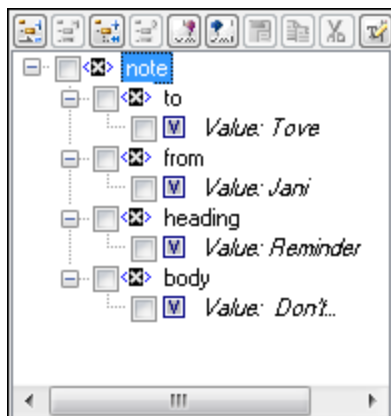 note
to
V Value: Tove
from
V Value: Jani
heading
V Value: Reminder
body
V Value: Don't...